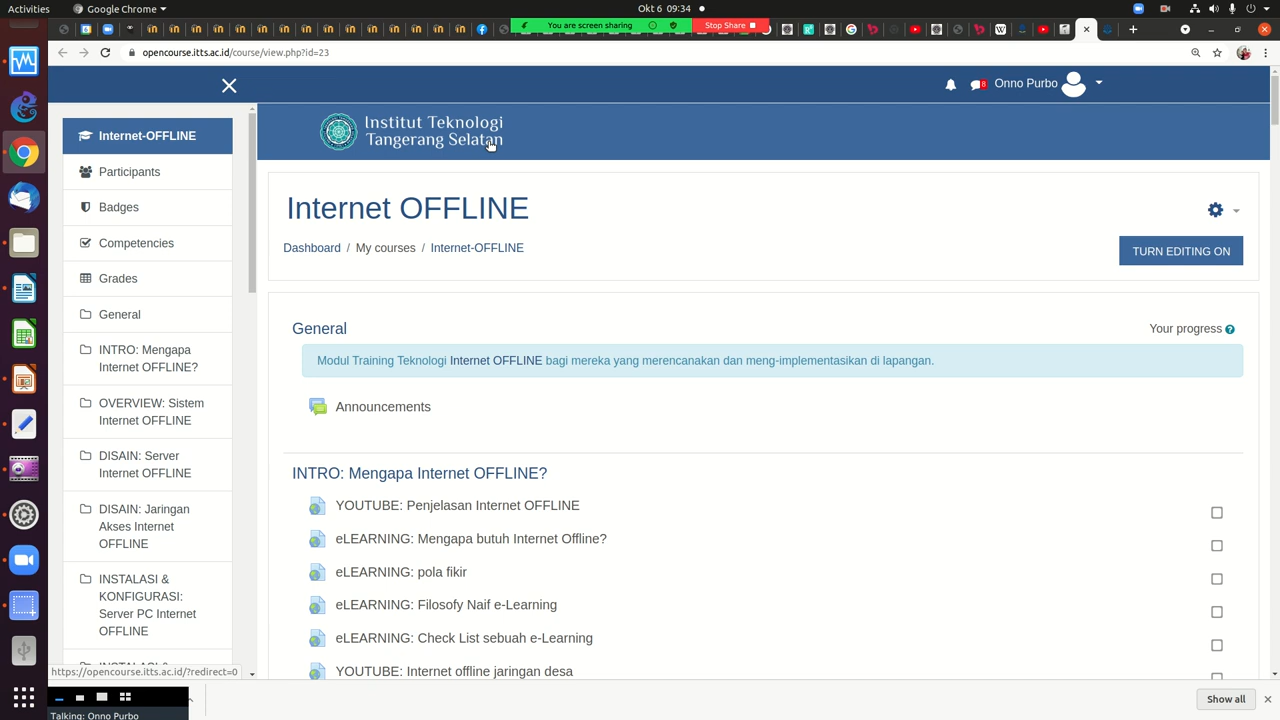 Activities
Google Chrome
Okt 6 09:34
You are screen sharing
Stop Share
opencourse.itts.ac.id/course/view.php?id=23
8
Onno Purbo
Institut Teknologi
Tangerang Selatan
Internet-OFFLINE
Participants
Badges
Competencies
Grades
General
INTRO: Mengapa
Internet OFFLINE?
OVERVIEW: Sistem
Internet OFFLINE
DISAIN: Server
Internet OFFLINE
DISAIN: Jaringan
Akses Internet
OFFLINE
INSTALASI &
KONFIGURASI:
Server PC Internet
OFFLINE
Internet OFFLINE
Dashboard / My courses / Internet-OFFLINE
TURN EDITING ON
General
Your progress
Modul Training Teknologi Internet OFFLINE bagi mereka yang merencanakan dan meng-implementasikan di lapangan.
Announcements
INTRO: Mengapa Internet OFFLINE?
YOUTUBE: Penjelasan Internet OFFLINE
eLEARNING: Mengapa butuh Internet Offline?
eLEARNING: pola fikir
eLEARNING: Filosofy Naif e-Learning
eLEARNING: Check List sebuah e-Learning
YOUTUBE: Internet offline jaringan desa
https://opencourse.itts.ac.id/?redirect=0
Show all
Talking: Onno Purbo